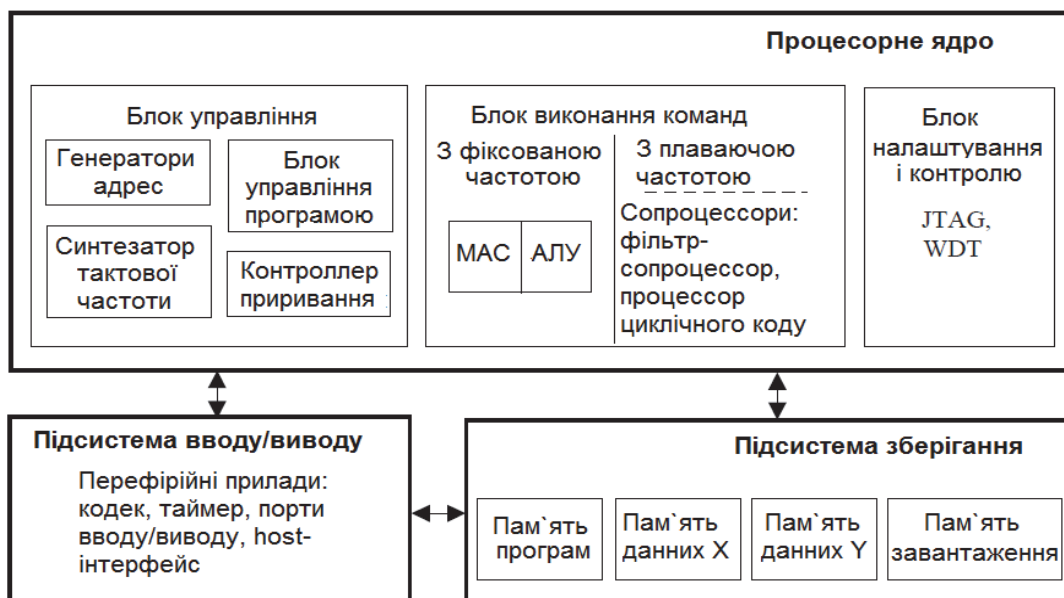 Процесорне ядро
Блок управління
Генератори
адрес
Блок
управління
програмою
Синтезатор
тактової
частоти
Контроллер
приривання
Блок виконання команд
З фіксованою
частотою
МАС
АЛУ
З плаваючою
частотою
Сопроцессори:
фільтр-
сопроцессор,
процессор
циклічного коду
Блок
налаштування
і контролю
JTAG,
WDT
Підсистема вводу/виводу
Перефірійні прилади:
кодек, таймер, порти
вводу/виводу, host-
інтерфейс
Підсистема зберігання
Пам`ять
програм
Пам`ять
данних X
Пам`ять
данних Y
Пам`ять
завантаження